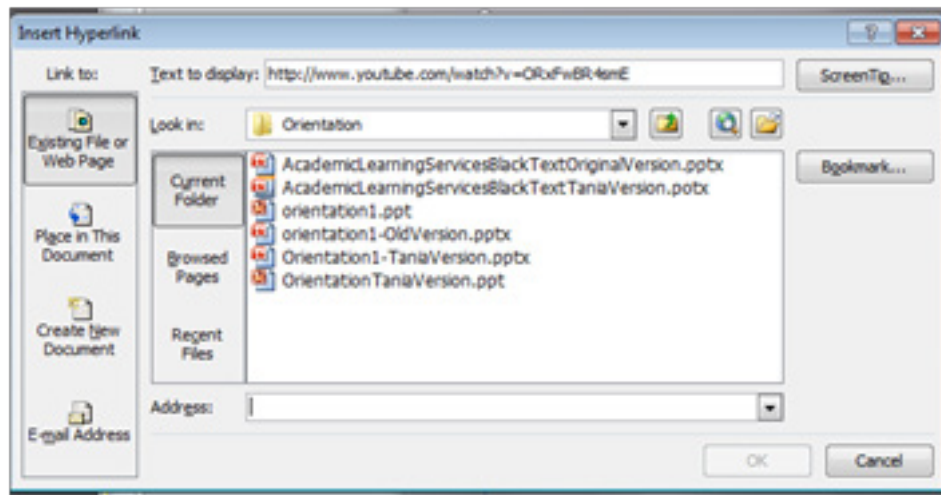 Insert Hyperlink
Link to:
Text to display: http://www.youtube.com/watch?v=ORxFwBR4smE
ScreenTip...
Existing File or
Web Page
Look in: Orientation
Current
Folder
AcademicLearningServicesBlackTextOriginalVersion.pptx
AcademicLearningServicesBlackTextTaniaVersion.potx
orientation1.ppt
orientation1-OldVersion.pptx
Orientation1-TaniaVersion.pptx
OrientationTaniaVersion.ppt
Bookmark...
Place in This
Document
Browsed
Pages
Create New
Document
Recent
Files
E-mail Address
Address:
OK
Cancel